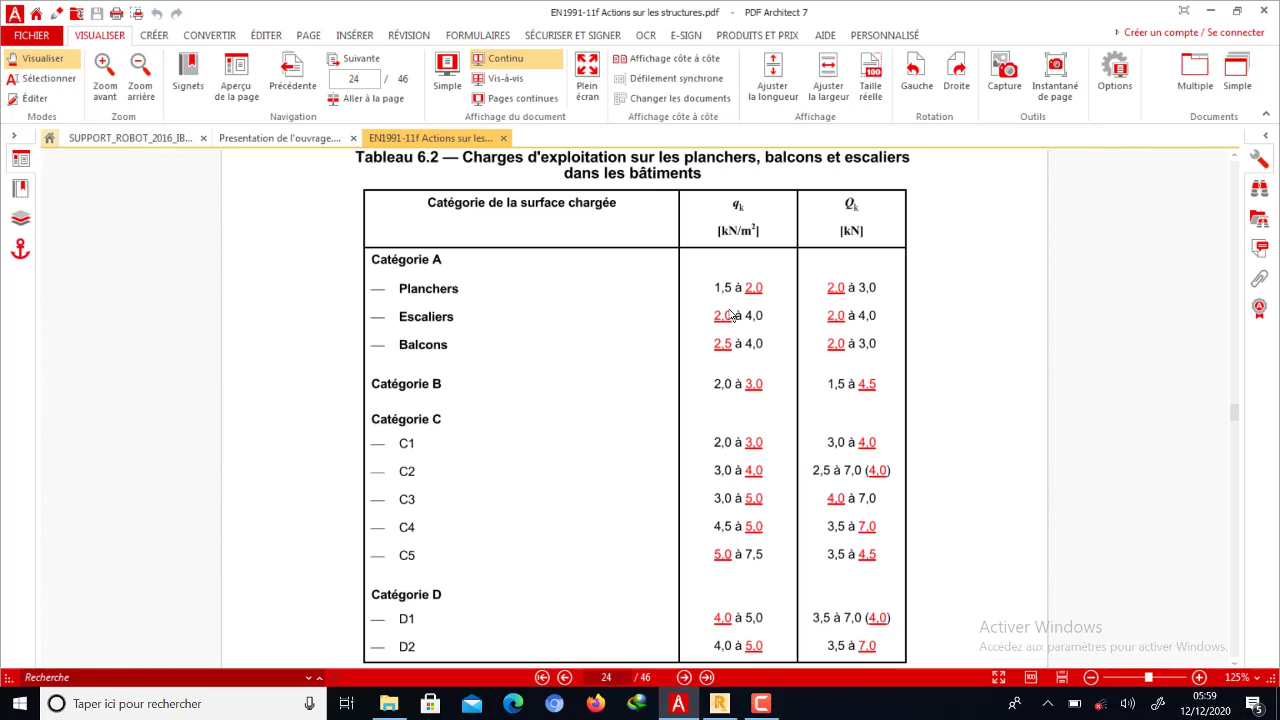 EN1991-11f Actions sur les structures.pdf - PDF Architect 7
FICHIER VISUALISER CRÉER CONVERTIR ÉDITER PAGE INSÉRER RÉVISION FORMULAIRES SÉCURISER ET SIGNER OCR E-SIGN PRODUITS ET PRIX AIDE PERSONNALISÉ Créer un compte / Se connecter
Visualiser
Sélectionner
Éditer
Modes
Zoom avant
Zoom arrière
Zoom
Signets
Aperçu de la page
Précédente
Suivante
24 / 46
Aller à la page
Navigation
Simple
Continu
Vis-à-vis
Pages continues
Affichage du document
Plein écran
Affichage côte à côte
Défilement synchrone
Changer les documents
Affichage côte à côte
Ajuster la longueur
Ajuster la largeur
Taille réelle
Affichage
Gauche
Droite
Rotation
Capture
Instantané de page
Outils
Options
Multiple
Simple
Documents
SUPPORT_ROBOT_2016_IB... Presentation de l'ouvrage.... EN1991-11f Actions sur les...
Tableau 6.2 — Charges d'exploitation sur les planchers, balcons et escaliers
dans les bâtiments
Catégorie de la surface chargée qk Qk
[kN/m2] [kN]
Catégorie A
— Planchers 1,5 à 2,0 2,0 à 3,0
— Escaliers 2,0 à 4,0 2,0 à 4,0
— Balcons 2,5 à 4,0 2,0 à 3,0
Catégorie B 2,0 à 3,0 1,5 à 4,5
Catégorie C
— C1 2,0 à 3,0 3,0 à 4,0
— C2 3,0 à 4,0 2,5 à 7,0 (4,0)
— C3 3,0 à 5,0 4,0 à 7,0
— C4 4,5 à 5,0 3,5 à 7,0
— C5 5,0 à 7,5 3,5 à 4,5
Catégorie D
— D1 4,0 à 5,0 3,5 à 7,0 (4,0)
— D2 4,0 à 5,0 3,5 à 7,0
Activer Windows
Accédez aux paramètres pour activer Windows.
Recherche 24 / 46 125%
Taper ici pour rechercher
05:59
12/12/2020